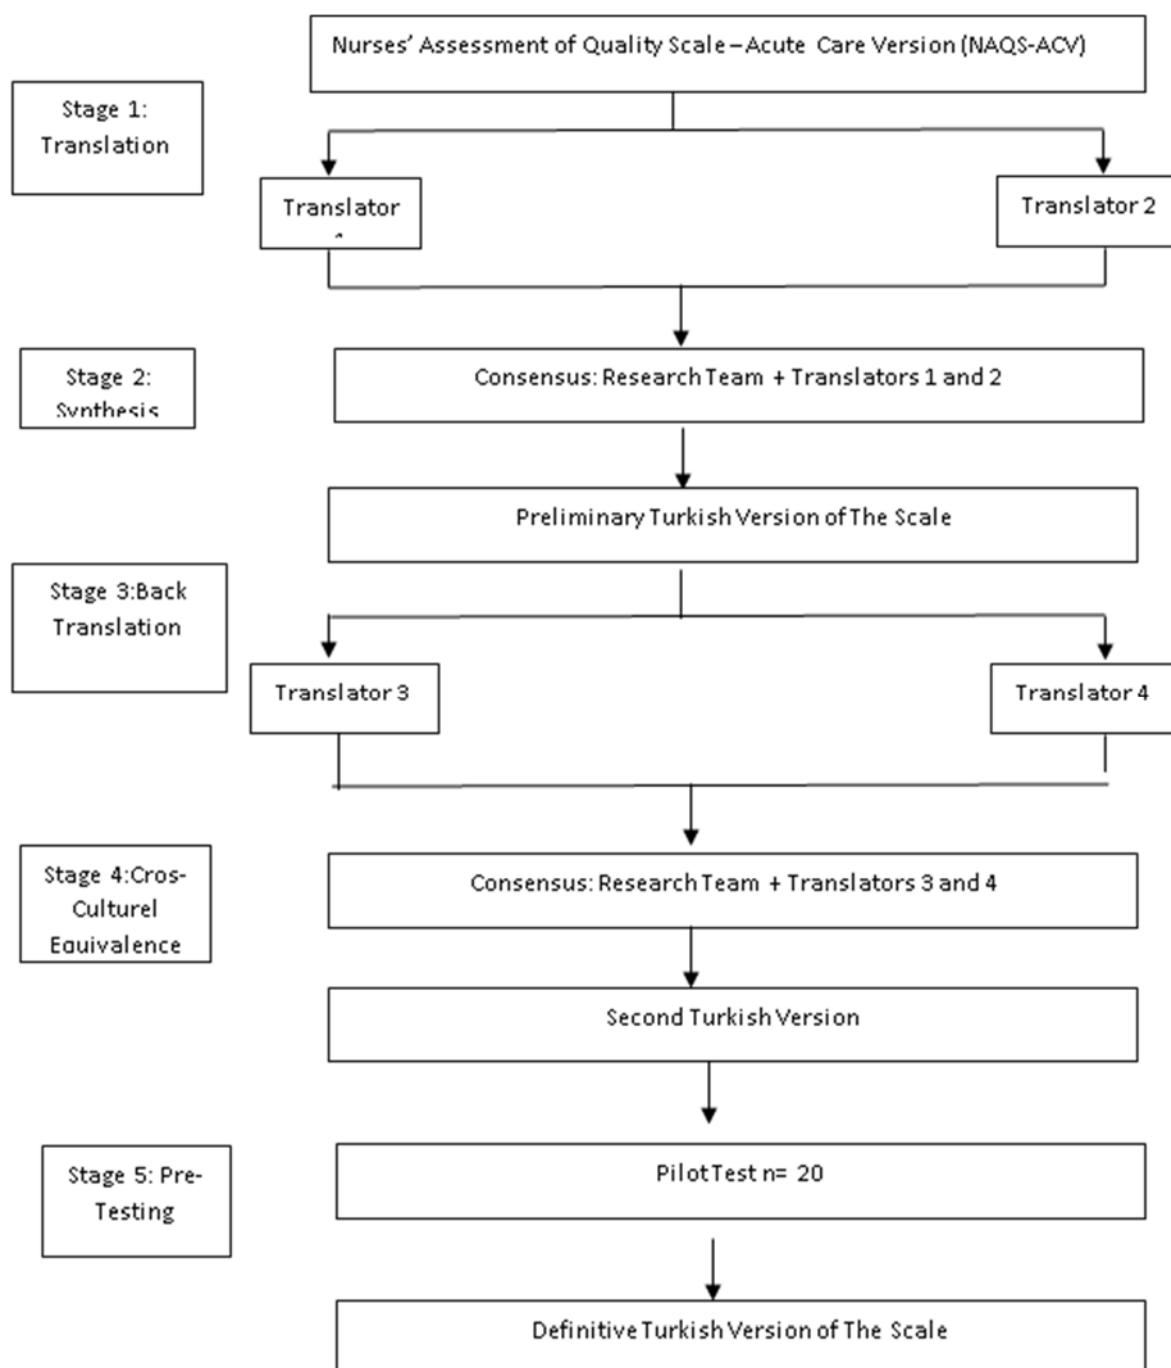 Nurses' Assessment of Quality Scale–Acute Care Version (NAQS-ACV)
Stage 1:
Translation
Translator
Translator 2
Stage 2:
Synthesis
Consensus: Research Team + Translators 1 and 2
Preliminary Turkish Version of The Scale
Stage 3:Back
Translation
Translator 3
Translator 4
Stage 4:Cros-
Culturel
Equivalence
Consensus: Research Team + Translators 3 and 4
Second Turkish Version
Stage 5: Pre-
Testing
Pilot Test n= 20
Definitive Turkish Version of The Scale